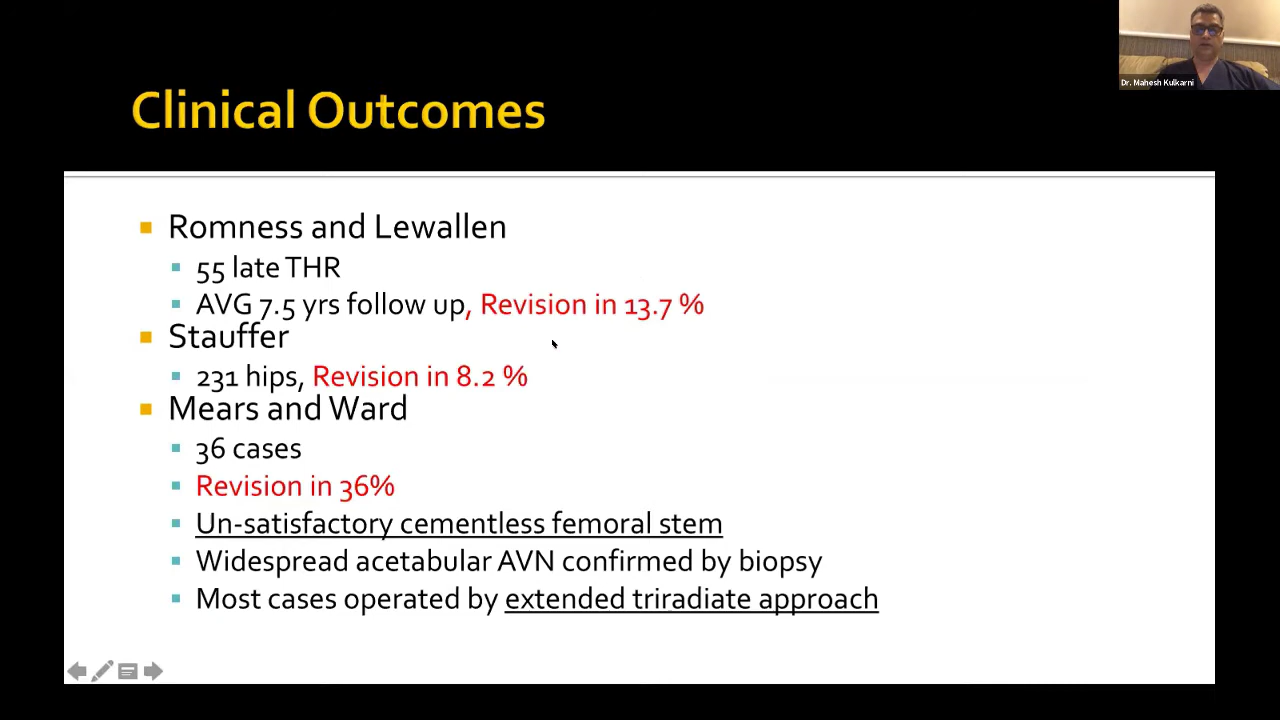 Dr. Mahesh Kulkarni
Clinical Outcomes
Romness and Lewallen
55 late THR
AVG 7.5 yrs follow up, Revision in 13.7 %
Stauffer
231 hips, Revision in 8.2 %
Mears and Ward
36 cases
Revision in 36%
Un-satisfactory cementless femoral stem
Widespread acetabular AVN confirmed by biopsy
Most cases operated by extended triradiate approach